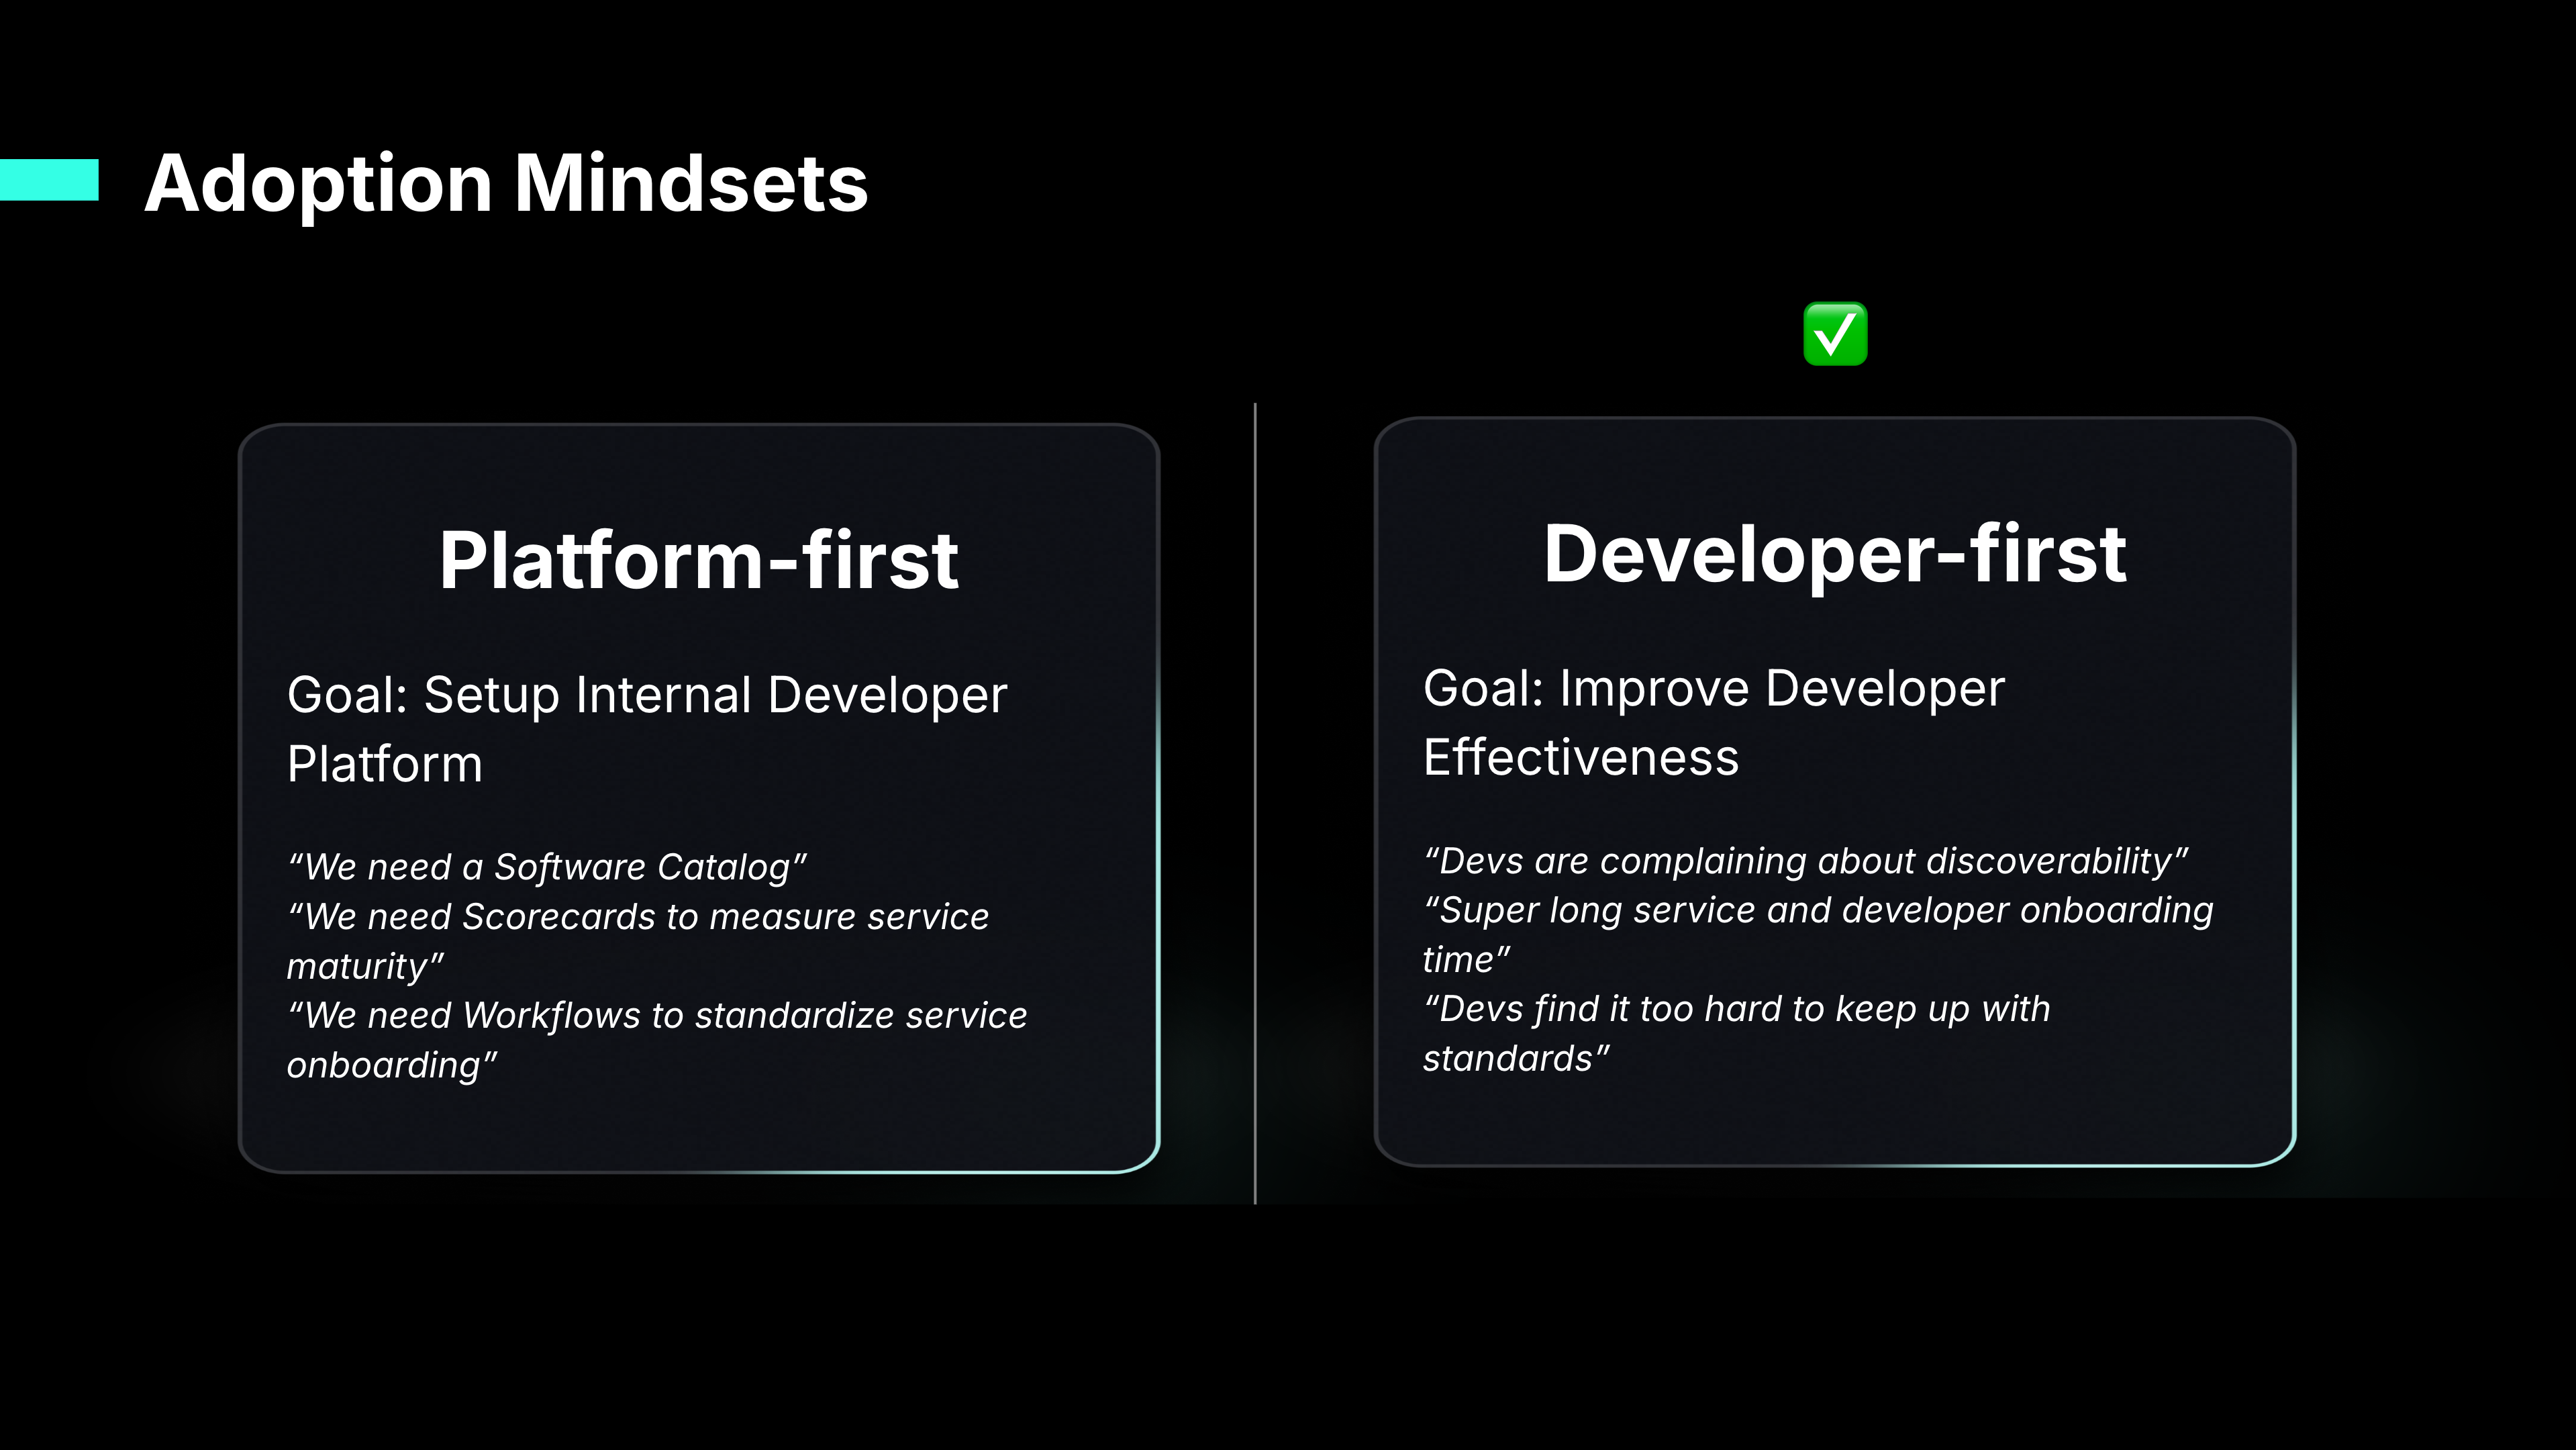 Adoption Mindsets
✅
Platform-first
Goal: Setup Internal Developer
Platform
“We need a Software Catalog”
“We need Scorecards to measure service
maturity”
“We need Workflows to standardize service
onboarding”
Developer-first
Goal: Improve Developer
Effectiveness
“Devs are complaining about discoverability”
“Super long service and developer onboarding
time”
“Devs find it too hard to keep up with
standards”